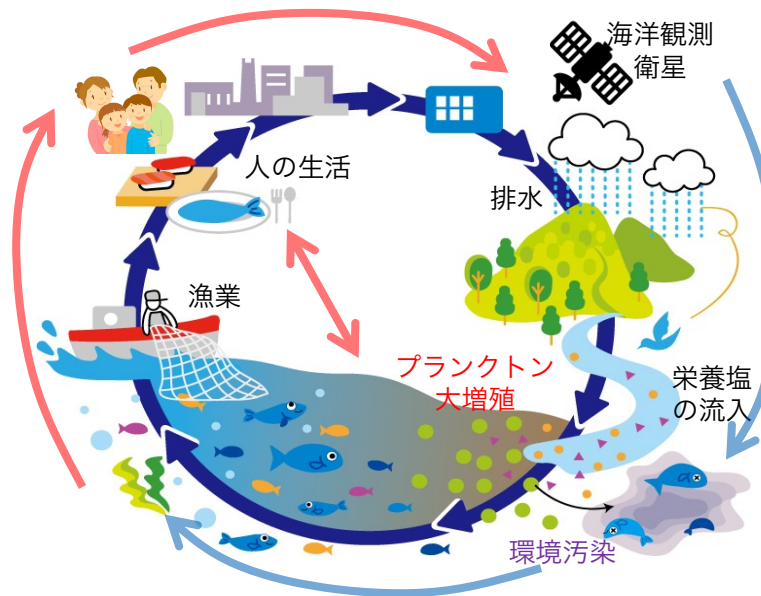 海洋観測
衛星
人の生活
排水
漁業
プランクトン
大増殖
栄養塩
の流入
環境汚染